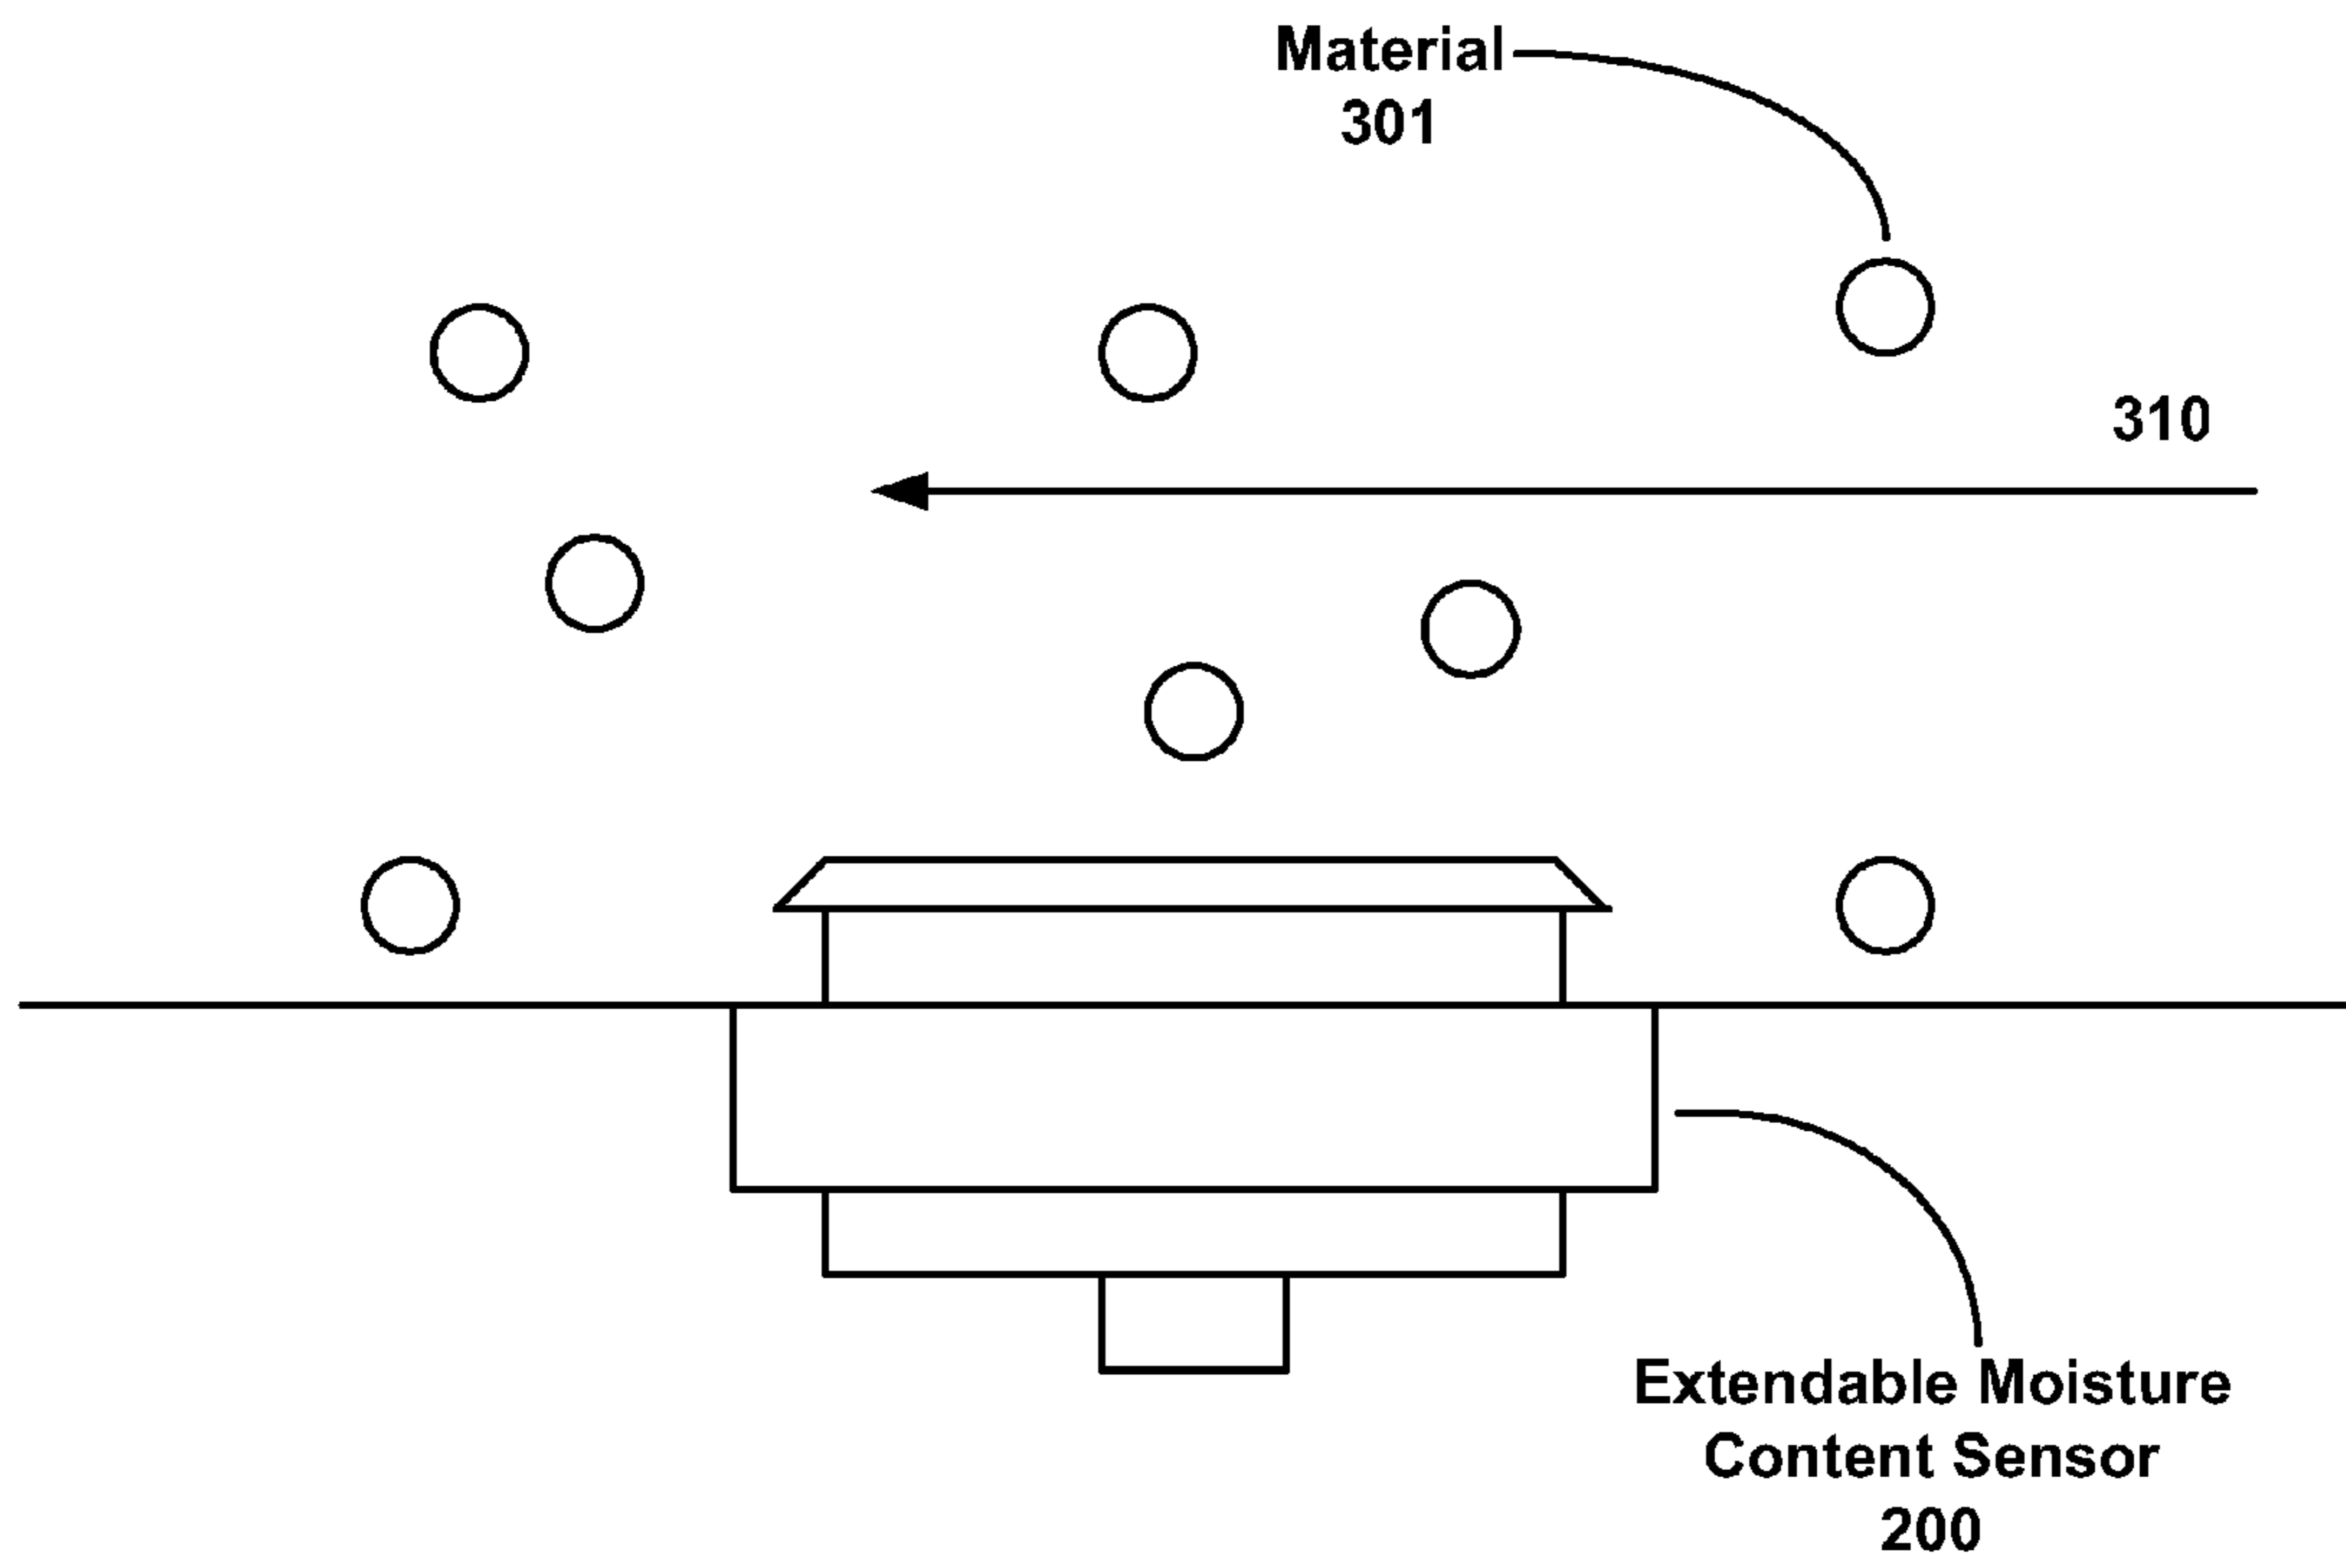 Material
301
310
Extendable Moisture
Content Sensor
200